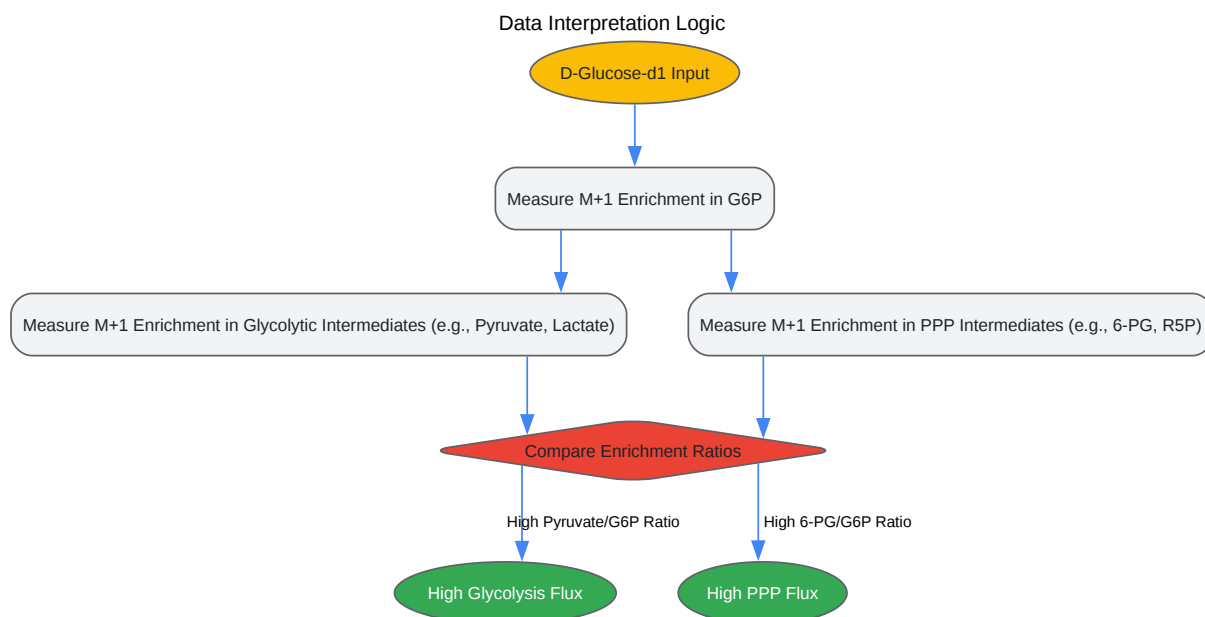 Data Interpretation Logic
D-Glucose-d1 Input
Measure M+1 Enrichment in G6P
Measure M+1 Enrichment in Glycolytic Intermediates (e.g., Pyruvate, Lactate)
Measure M+1 Enrichment in PPP Intermediates (e.g., 6-PG, R5P)
Compare Enrichment Ratios
High Pyruvate/G6P Ratio
High 6-PG/G6P Ratio
High Glycolysis Flux
High PPP Flux